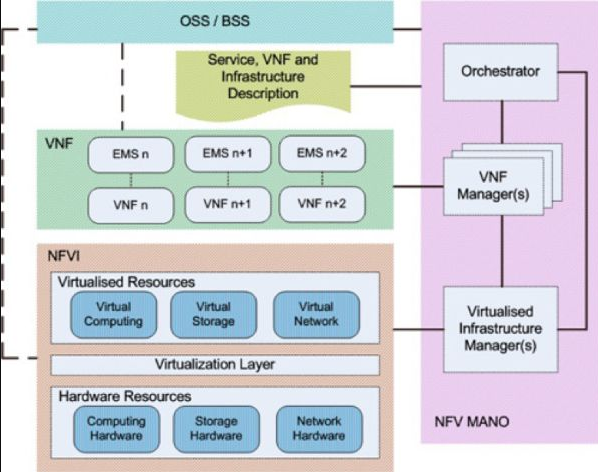 OSS / BSS
Service, VNF and
Infrastructure
Description
Orchestrator
VNF
EMS n
EMS n+1
EMS n+2
VNF n
VNF n+1
VNF n+2
VNF
Manager(s)
NFVI
Virtualised Resources
Virtual
Computing
Virtual
Storage
Virtual
Network
Virtualised
Infrastructure
Manager(s)
Virtualization Layer
Hardware Resources
Computing
Hardware
Storage
Hardware
Network
Hardware
NFV MANO